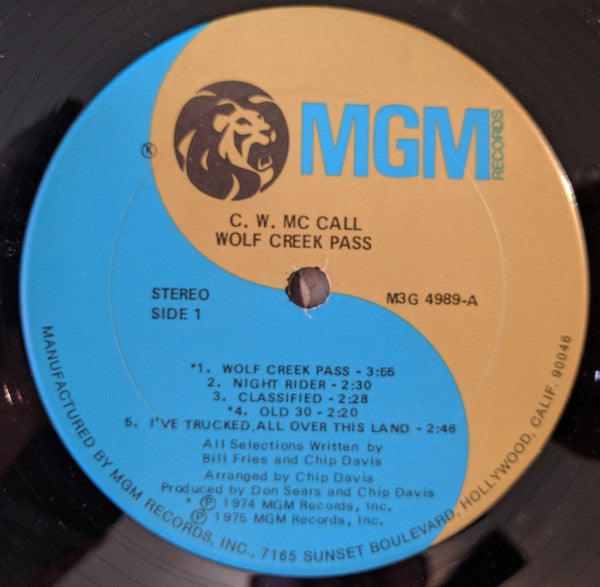 MGM
RECORDS
Ⓚ
C. W. MC CALL
WOLF CREEK PASS
STEREO
SIDE 1
M3G 4989-A
*1. WOLF CREEK PASS - 3:55
2. NIGHT RIDER - 2:30
3. CLASSIFIED - 2:28
*4. OLD 30 - 2:20
5. I'VE TRUCKED ALL OVER THIS LAND - 2:46
All Selections Written by
Bill Fries and Chip Davis
Arranged by Chip Davis
Produced by Don Sears and Chip Davis
* ℗ 1974 MGM Records, Inc.
℗ 1975 MGM Records, Inc.
MANUFACTURED BY MGM RECORDS, INC., 7165 SUNSET BOULEVARD, HOLLYWOOD, CALIF. 90046